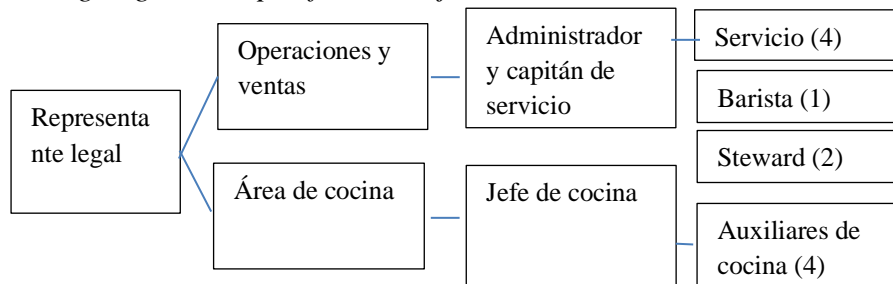 Operaciones y
ventas
Administrador
y capitán de
servicio
Servicio (4)
Barista (1)
Steward (2)
Representa
nte legal
Área de cocina
Jefe de cocina
Auxiliares de
cocina (4)